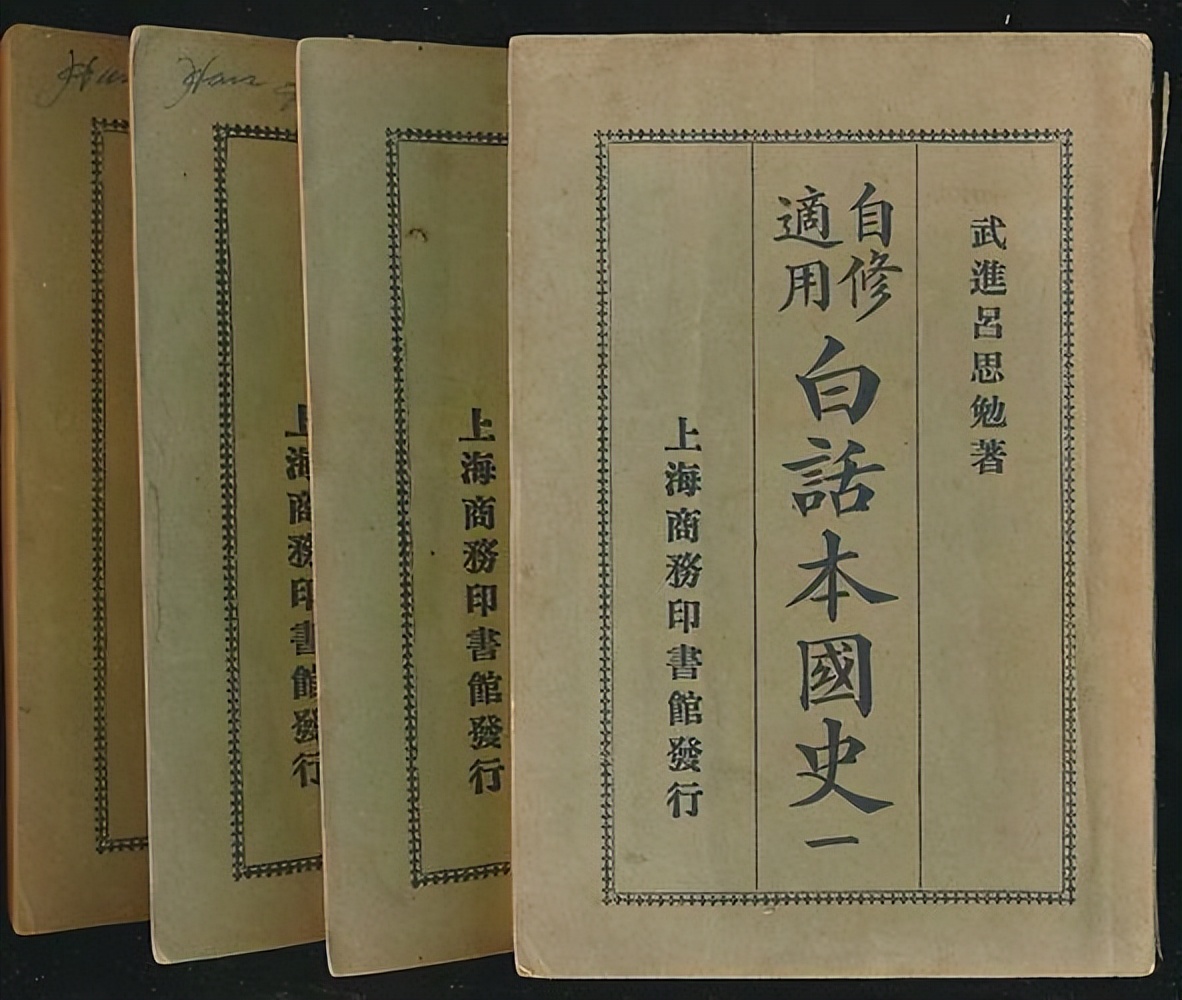 武進呂思勉著
自修
適用
白話本國史一
上海商務印書館發行
上海商務印書館發行
上海商務印書館發行